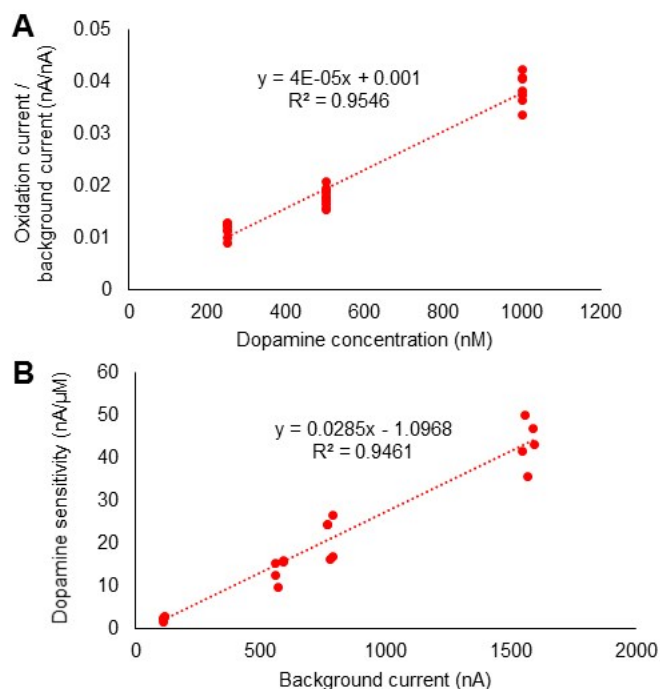 A
Oxidation current /
background current (nA/nA)
0.05
0.04
0.03
0.02
0.01
0
y = 4E-05x + 0.001
R² = 0.9546
0 200 400 600 800 1000 1200
Dopamine concentration (nM)
B
Dopamine sensitivity (nA/µM)
60
50
40
30
20
10
0
y = 0.0285x - 1.0968
R² = 0.9461
0 500 1000 1500 2000
Background current (nA)